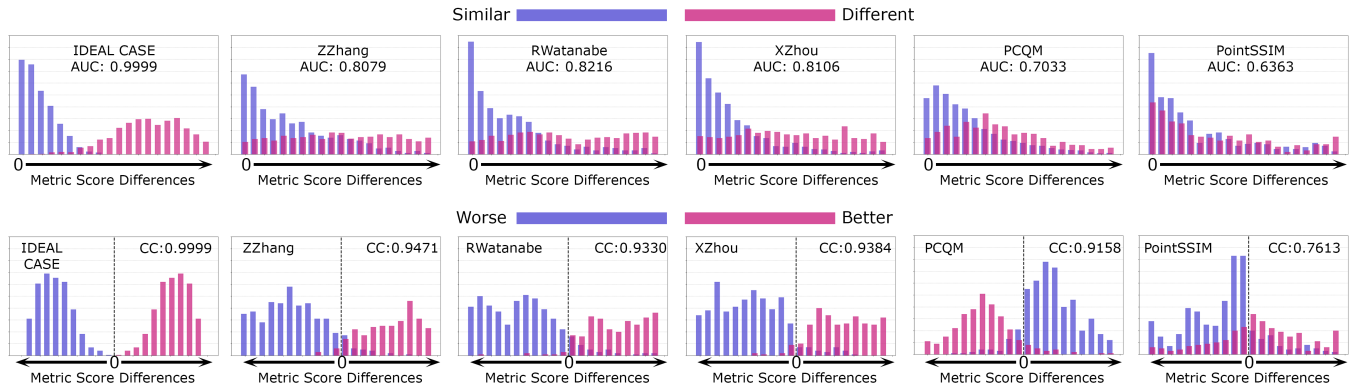 Similar Different
IDEAL CASE
AUC: 0.9999
0
Metric Score Differences
ZZhang
AUC: 0.8079
0
Metric Score Differences
RWatanabe
AUC: 0.8216
0
Metric Score Differences
XZhou
AUC: 0.8106
0
Metric Score Differences
PCQM
AUC: 0.7033
0
Metric Score Differences
PointSSIM
AUC: 0.6363
0
Metric Score Differences
Worse Better
IDEAL CC:0.9999
CASE
0
Metric Score Differences
ZZhang CC:0.9471
0
Metric Score Differences
RWatanabe CC:0.9330
0
Metric Score Differences
XZhou CC:0.9384
0
Metric Score Differences
PCQM CC:0.9158
0
Metric Score Differences
PointSSIM CC:0.7613
0
Metric Score Differences